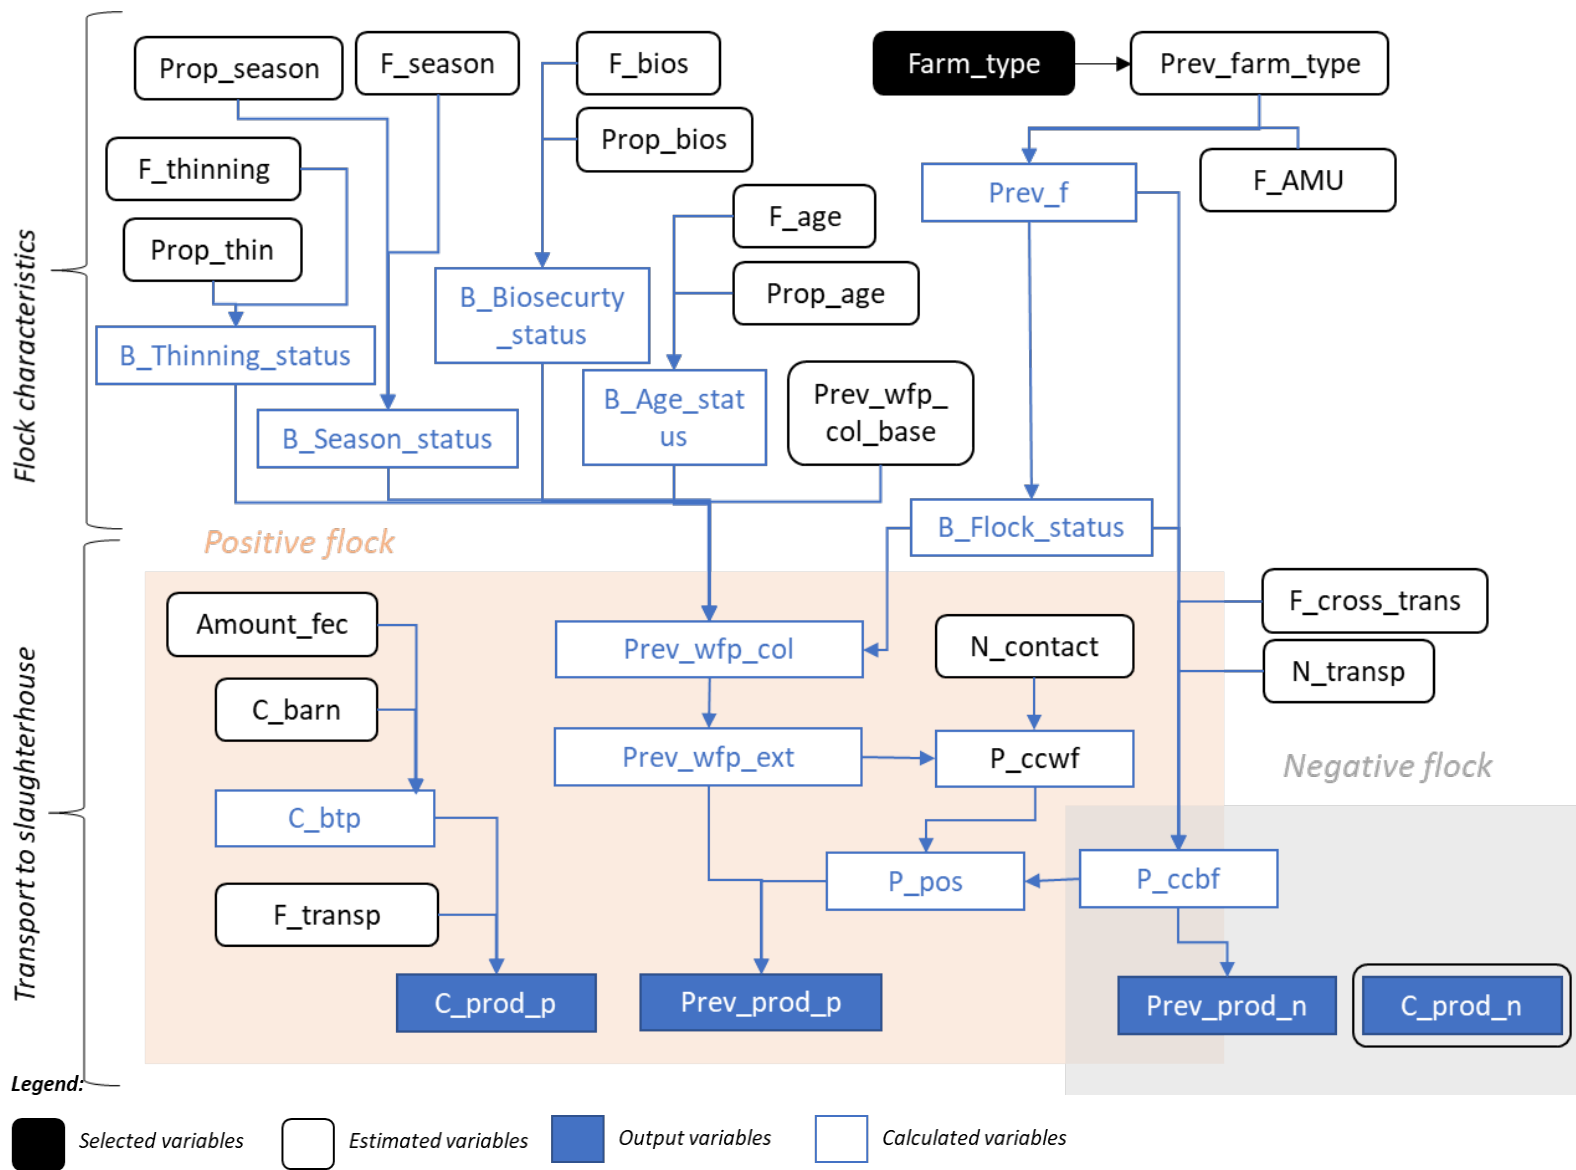 Prop_season
F_season
F_bios
Farm_type
Prev_farm_type
Prop_bios
F_thinning
F_AMU
Prev_f
F_age
Prop_thin
Prop_age
B_Biosecurty
_status
B_Thinning_status
B_Age_stat
us
Prev_wfp_
col_base
B_Season_status
Flock characteristics
B_Flock_status
Positive flock
Amount_fec
F_cross_trans
Prev_wfp_col
N_contact
N_transp
C_barn
Prev_wfp_ext
P_ccwf
Negative flock
C_btp
P_pos
P_ccbf
F_transp
Transport to slaughterhouse
C_prod_p
Prev_prod_p
Prev_prod_n
C_prod_n
Legend:
Selected variables
Estimated variables
Output variables
Calculated variables